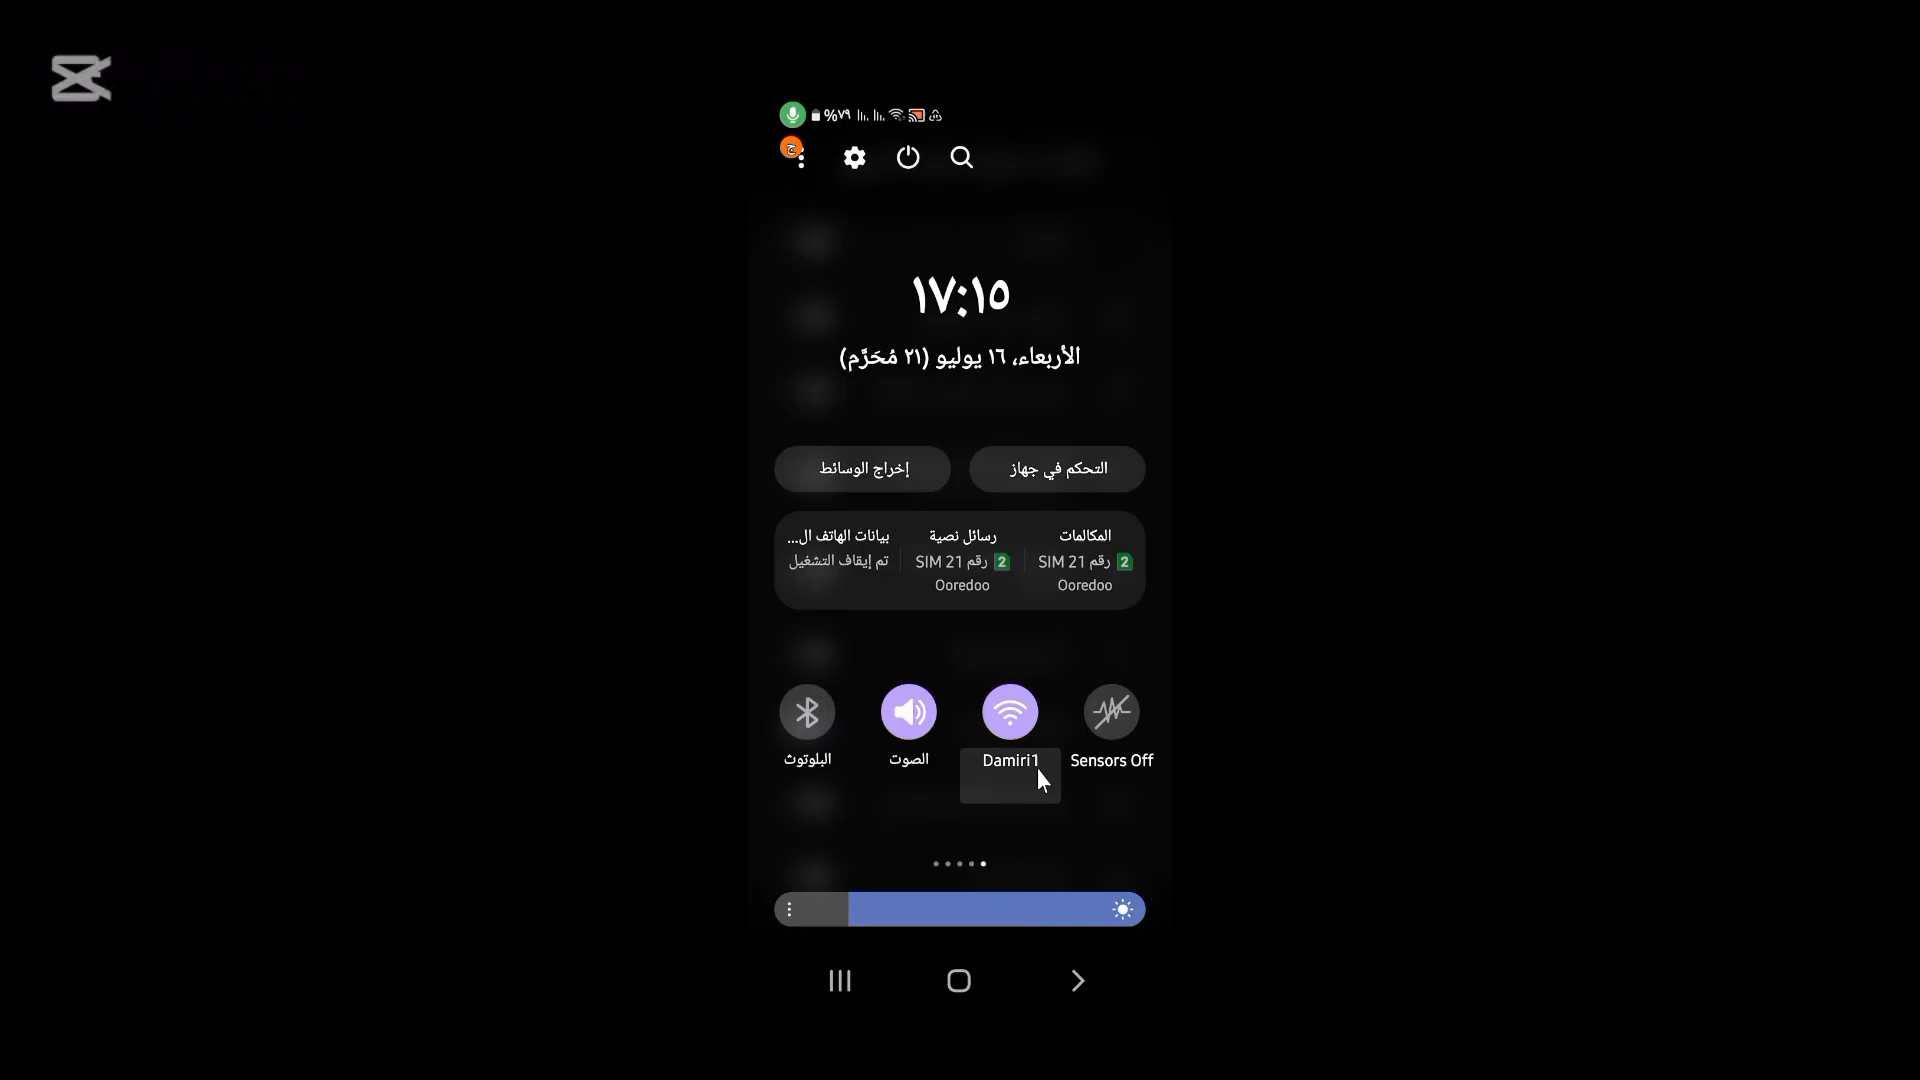 %٧٩
ج
١٧:١٥
الأربعاء، ١٦ يوليو (٢١ مُحَرَّم)
التحكم في جهاز
إخراج الوسائط
المكالمات
رسائل نصية
بيانات الهاتف ال...
2 رقم SIM 21
2 رقم SIM 21
تم إيقاف التشغيل
Ooredoo
Ooredoo
Sensors Off
Damiri1
الصوت
البلوتوث